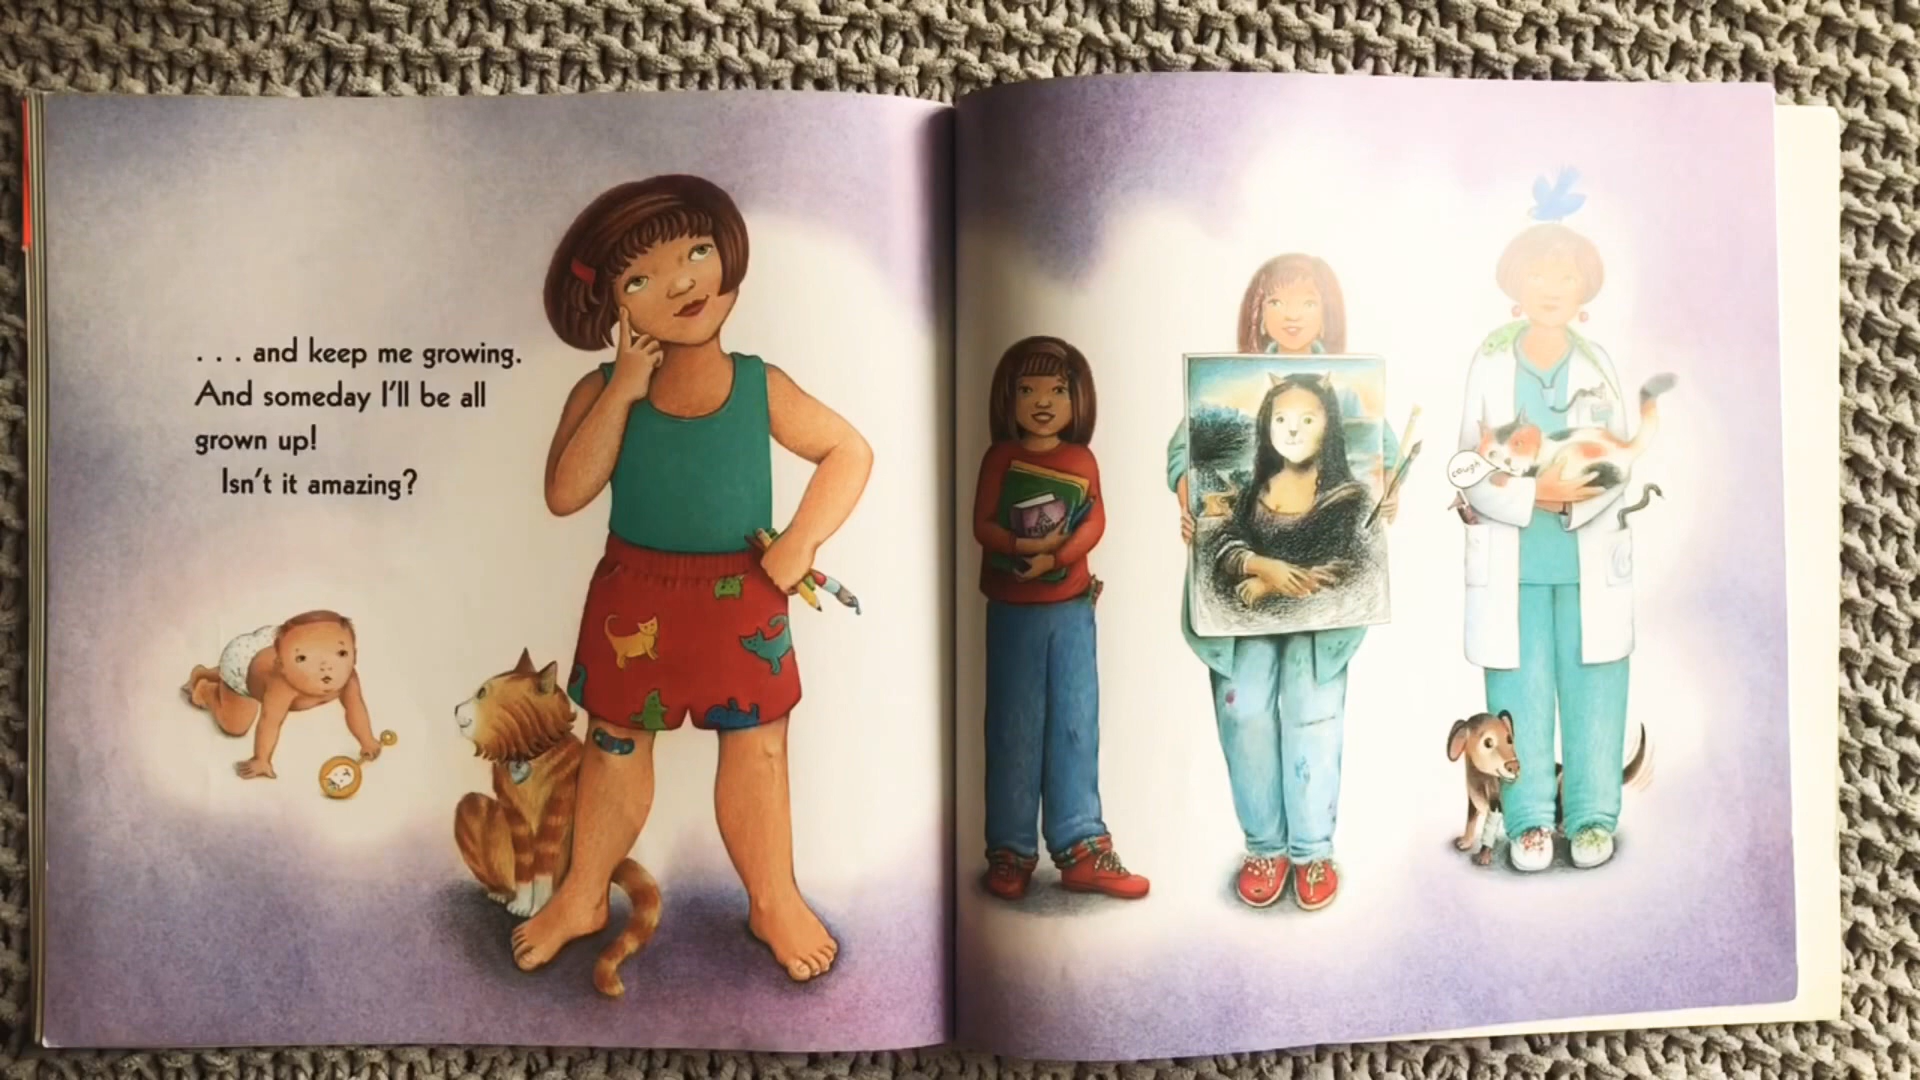 . . . and keep me growing.
And someday I'll be all
grown up!
Isn't it amazing?
cough